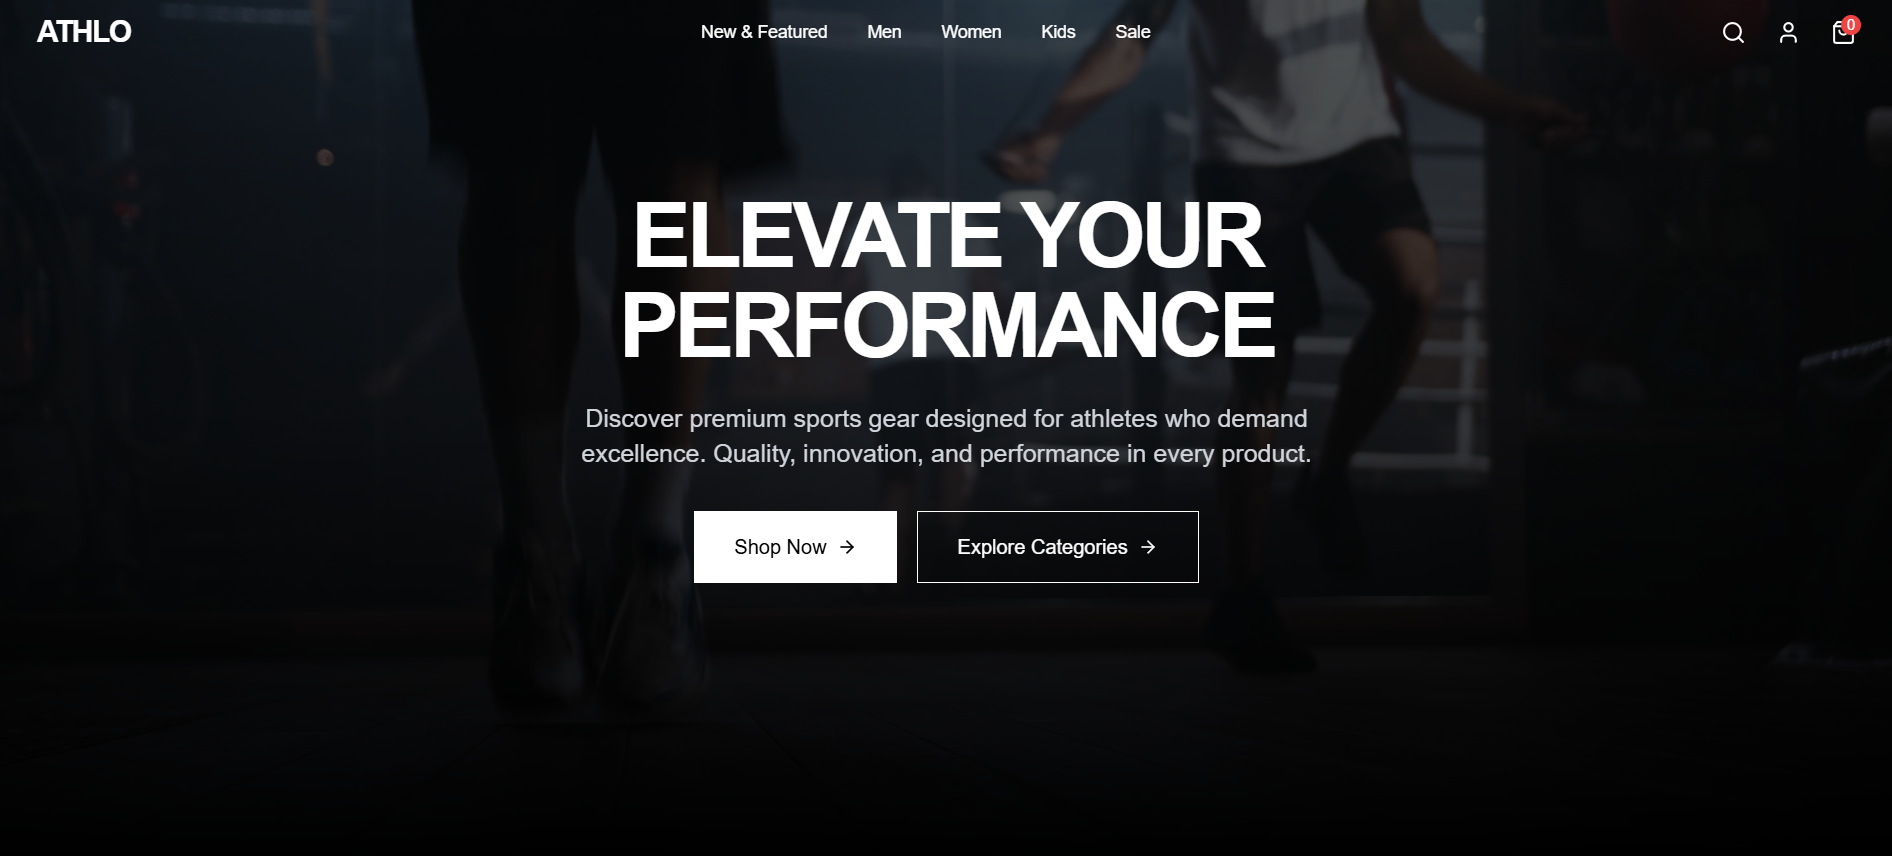 ATHLO
New & Featured
Men
Women
Kids
Sale
0
ELEVATE YOUR
PERFORMANCE
Discover premium sports gear designed for athletes who demand
excellence. Quality, innovation, and performance in every product.
Shop Now
Explore Categories